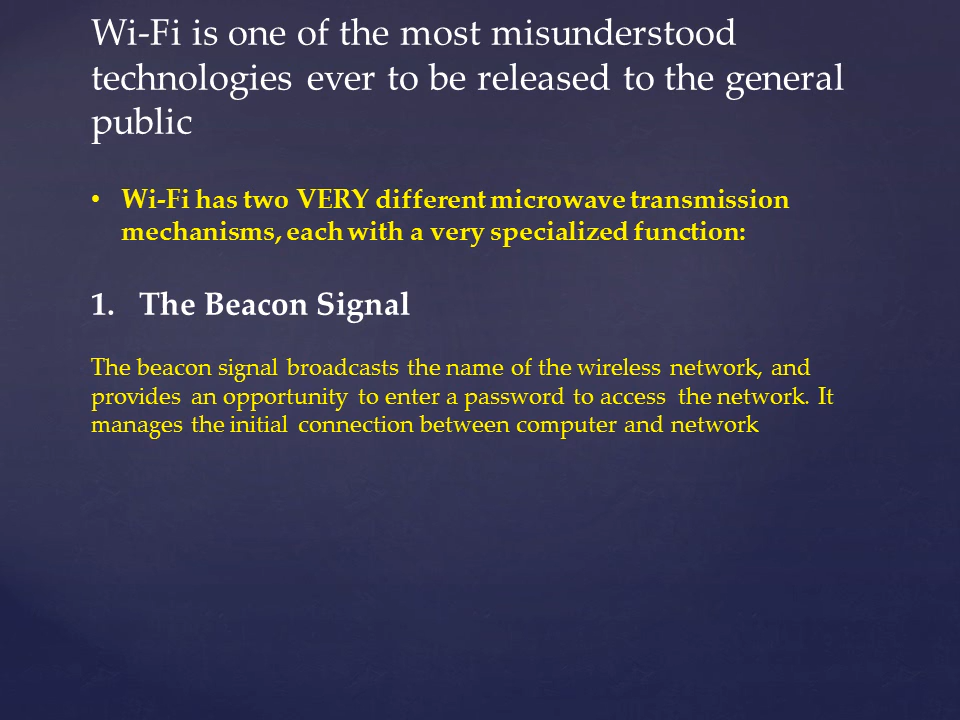 Wi-Fi is one of the most misunderstood
technologies ever to be released to the general
public
• Wi-Fi has two VERY different microwave transmission
mechanisms, each with a very specialized function:
1. The Beacon Signal
The beacon signal broadcasts the name of the wireless network, and
provides an opportunity to enter a password to access the network. It
manages the initial connection between computer and network